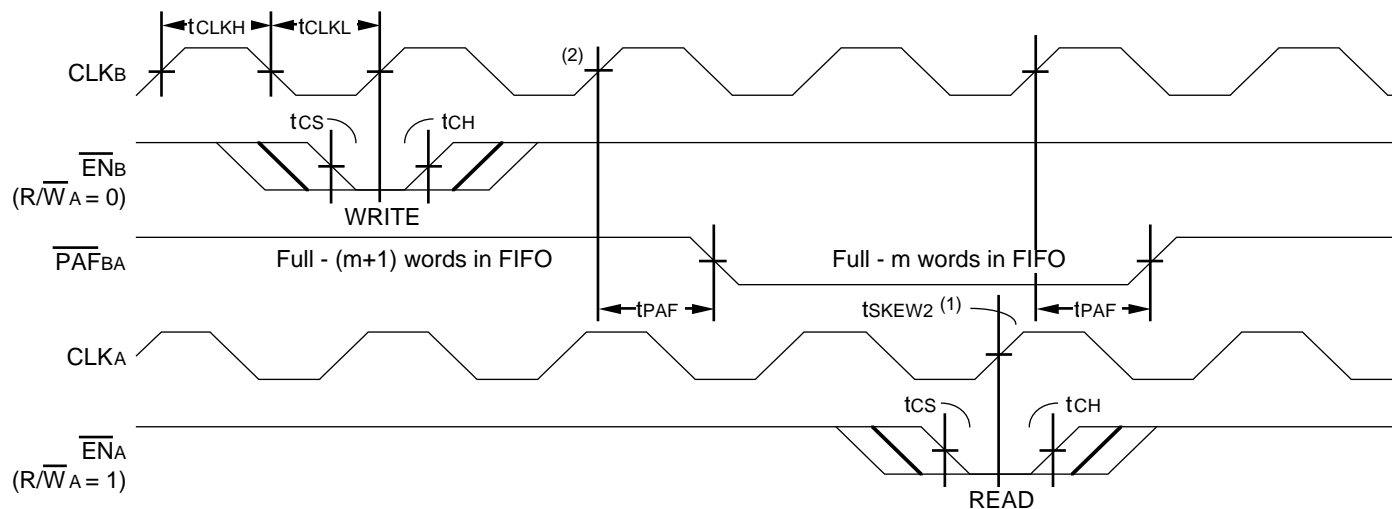 tCLKH tCLKL
CLKB (2)
tCS tCH
ENB
(R/WA = 0)
WRITE
PAFBA Full - (m+1) words in FIFO Full - m words in FIFO
tPAF tSKEW2 (1) tPAF
CLKA
tCS tCH
ENA
(R/WA = 1)
READ